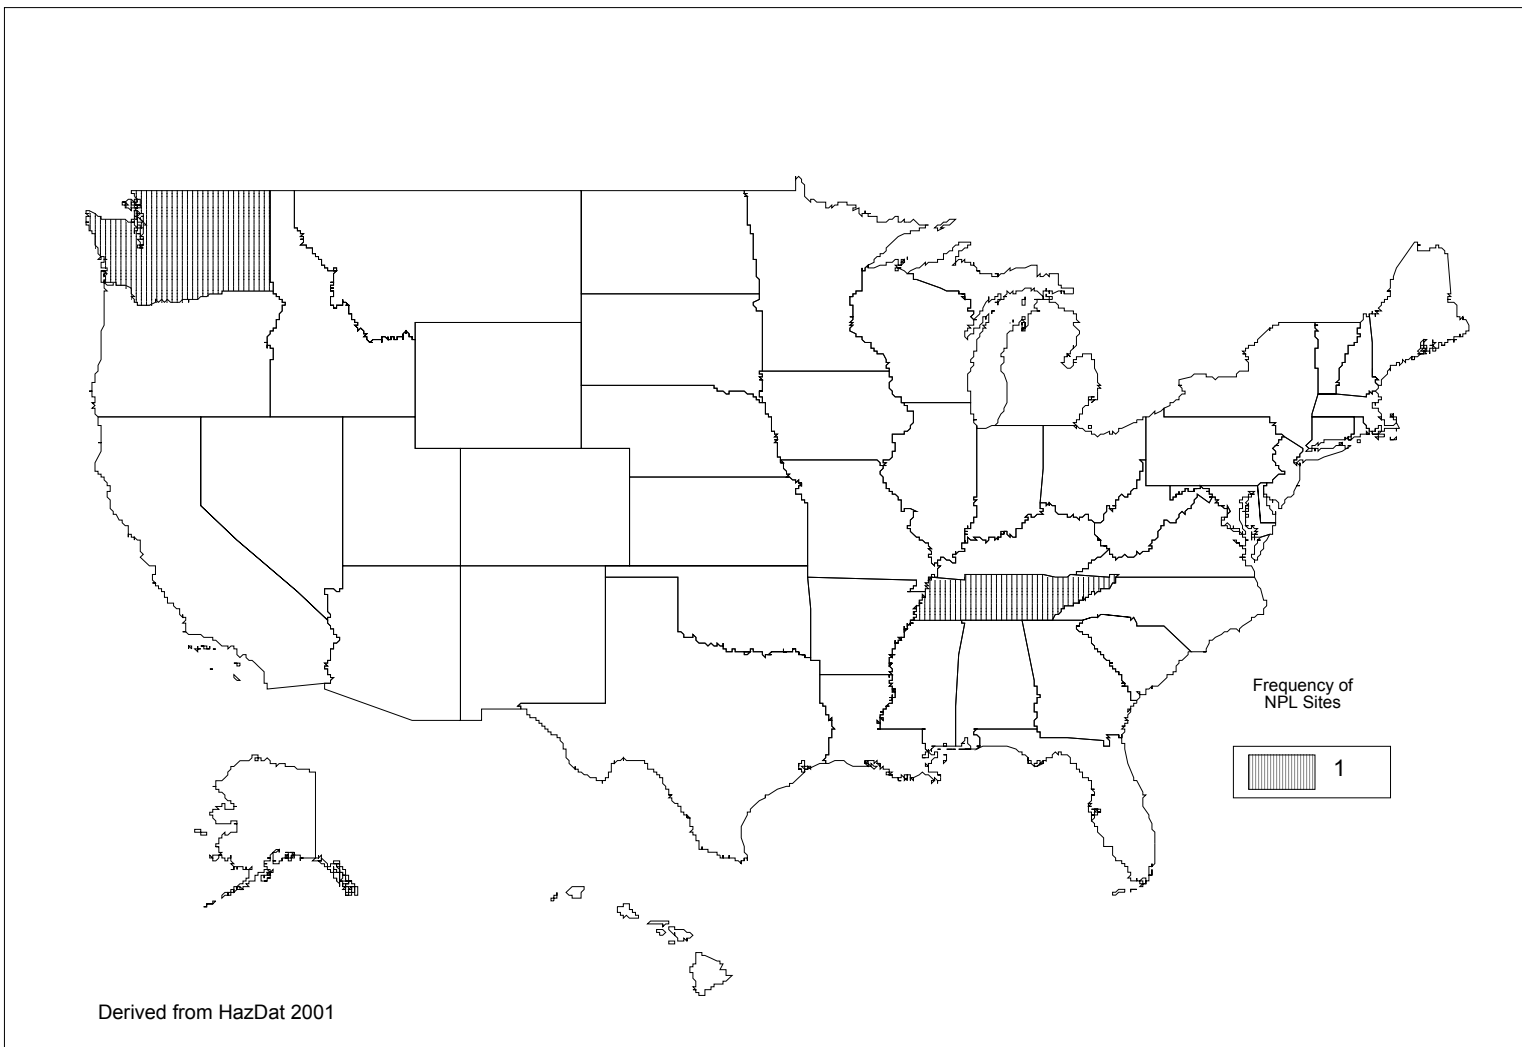 Frequency of
NPL Sites
1
Derived from HazDat 2001